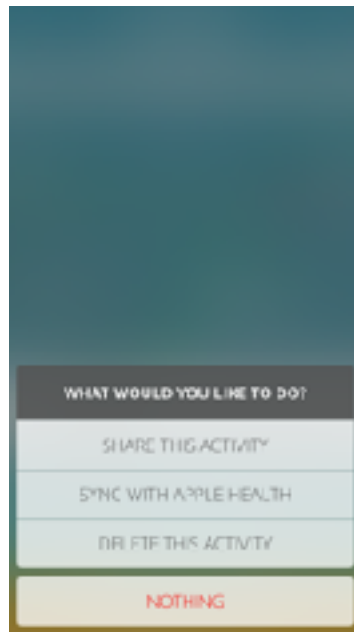 WHAT WOULD YOU LIKE TO DO?
SHARE THIS ACTIVITY
SYNC WITH APPLE HEALTH
DELETE THIS ACTIVITY
NOTHING